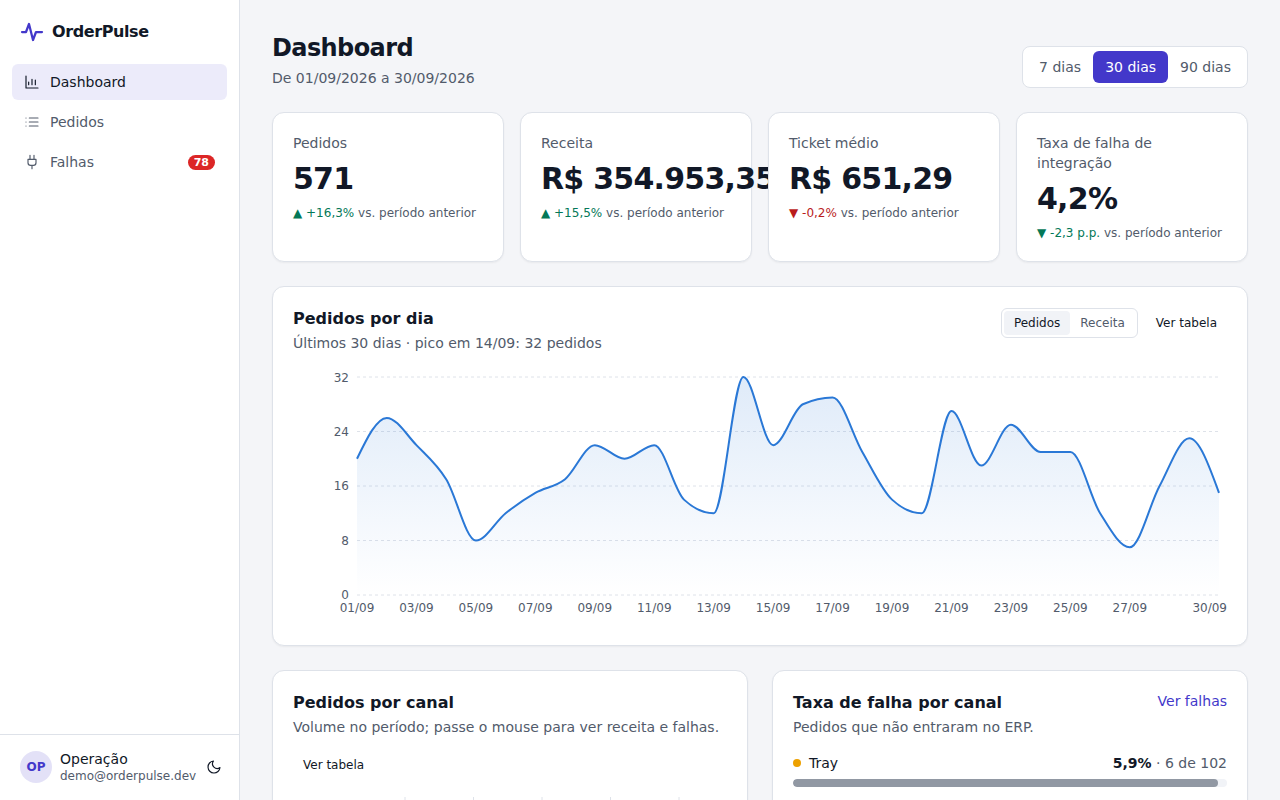 OrderPulse
Dashboard
Pedidos
Falhas 78
Operação
OP
demo@orderpulse.dev
Dashboard
De 01/09/2026 a 30/09/2026
7 dias 30 dias 90 dias
Pedidos
571
▲ +16,3% vs. período anterior
Receita
R$ 354.953,35
▲ +15,5% vs. período anterior
Ticket médio
R$ 651,29
▼ -0,2% vs. período anterior
Taxa de falha de
integração
4,2%
▼ -2,3 p.p. vs. período anterior
Pedidos por dia
Últimos 30 dias · pico em 14/09: 32 pedidos
Pedidos Receita Ver tabela
32
24
16
8
0
01/09 03/09 05/09 07/09 09/09 11/09 13/09 15/09 17/09 19/09 21/09 23/09 25/09 27/09 30/09
Pedidos por canal
Volume no período; passe o mouse para ver receita e falhas.
Ver tabela
Taxa de falha por canal
Ver falhas
Pedidos que não entraram no ERP.
Tray 5,9% · 6 de 102